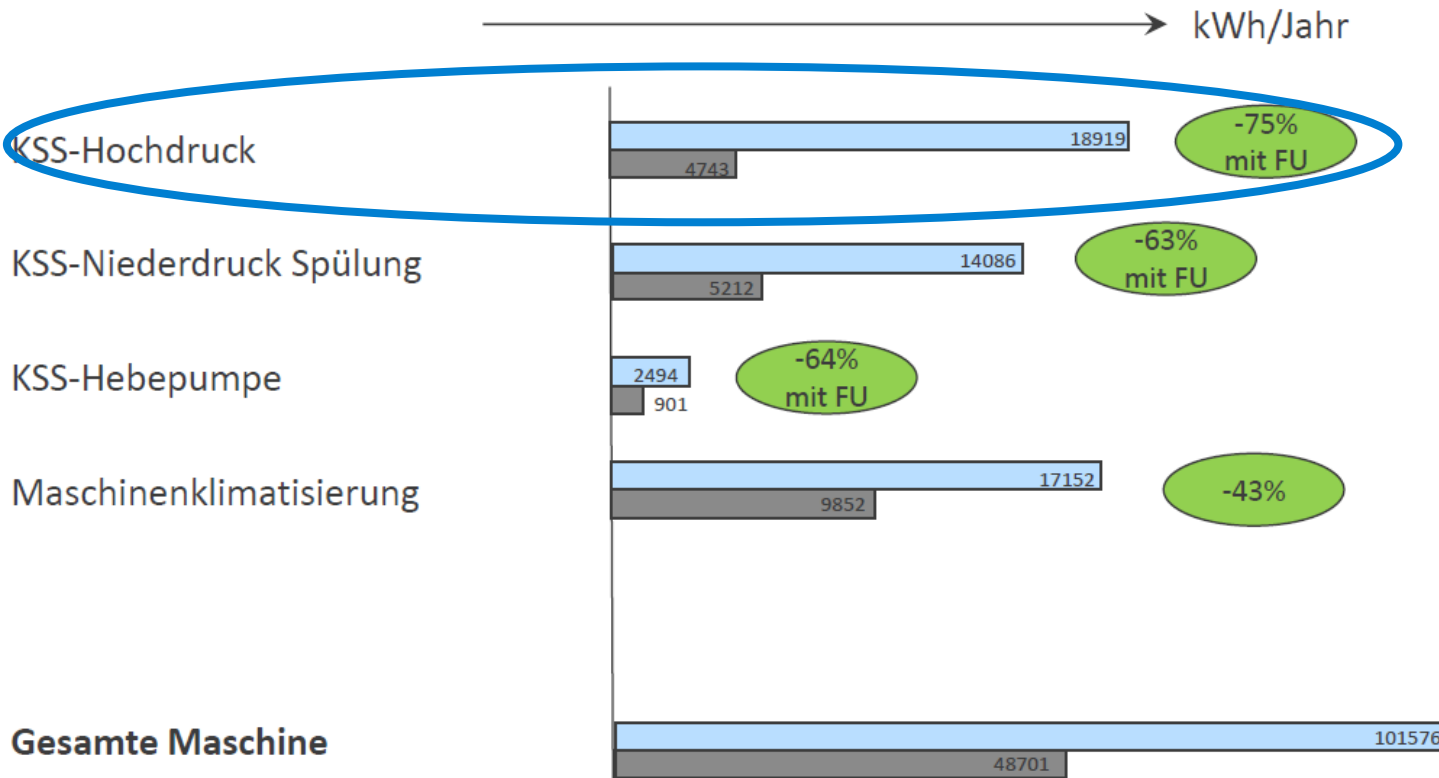 kWh/Jahr
KSS-Hochdruck
18919
4743
-75%
mit FU
KSS-Niederdruck Spülung
14086
5212
-63%
mit FU
KSS-Hebepumpe
2494
901
-64%
mit FU
Maschinenklimatisierung
17152
9852
-43%
Gesamte Maschine
101576
48701